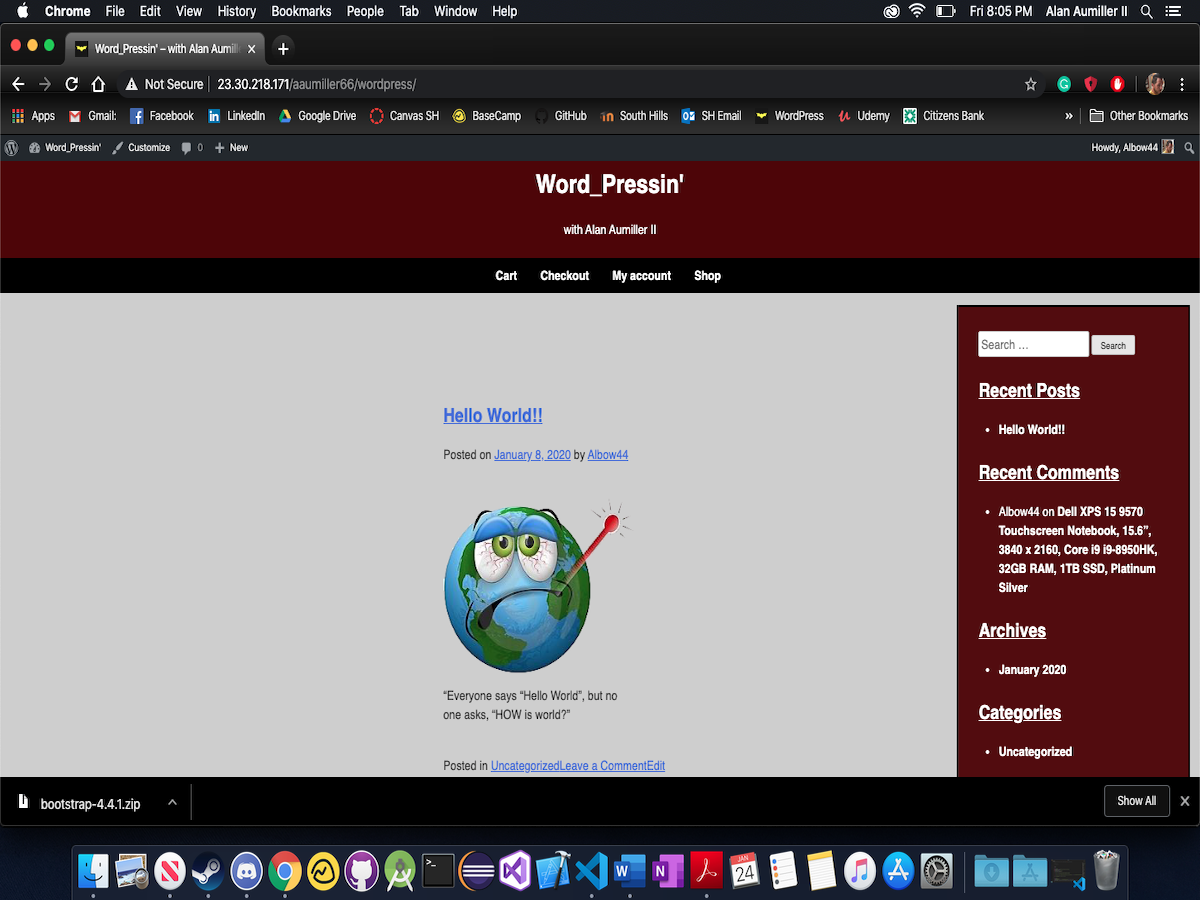 Chrome File Edit View History Bookmarks People Tab Window Help
Fri 8:05 PM Alan Aumiller II
Word_Pressin' – with Alan Aumill
Not Secure 23.30.218.171/aaumiller66/wordpress/
Apps Gmail: Facebook LinkedIn Google Drive Canvas SH BaseCamp GitHub South Hills SH Email WordPress Udemy Citizens Bank » Other Bookmarks
Word_Pressin' Customize 0 New
Howdy, Albow44
Word_Pressin'
with Alan Aumiller II
Cart Checkout My account Shop
Hello World!!
Posted on January 8, 2020 by Albow44
“Everyone says “Hello World”, but no
one asks, “HOW is world?”
Posted in UncategorizedLeave a CommentEdit
Search …
Search
Recent Posts
Hello World!!
Recent Comments
Albow44 on Dell XPS 15 9570
Touchscreen Notebook, 15.6”,
3840 x 2160, Core i9 i9-8950HK,
32GB RAM, 1TB SSD, Platinum
Silver
Archives
January 2020
Categories
Uncategorized
bootstrap-4.4.1.zip
Show All
JAN
24